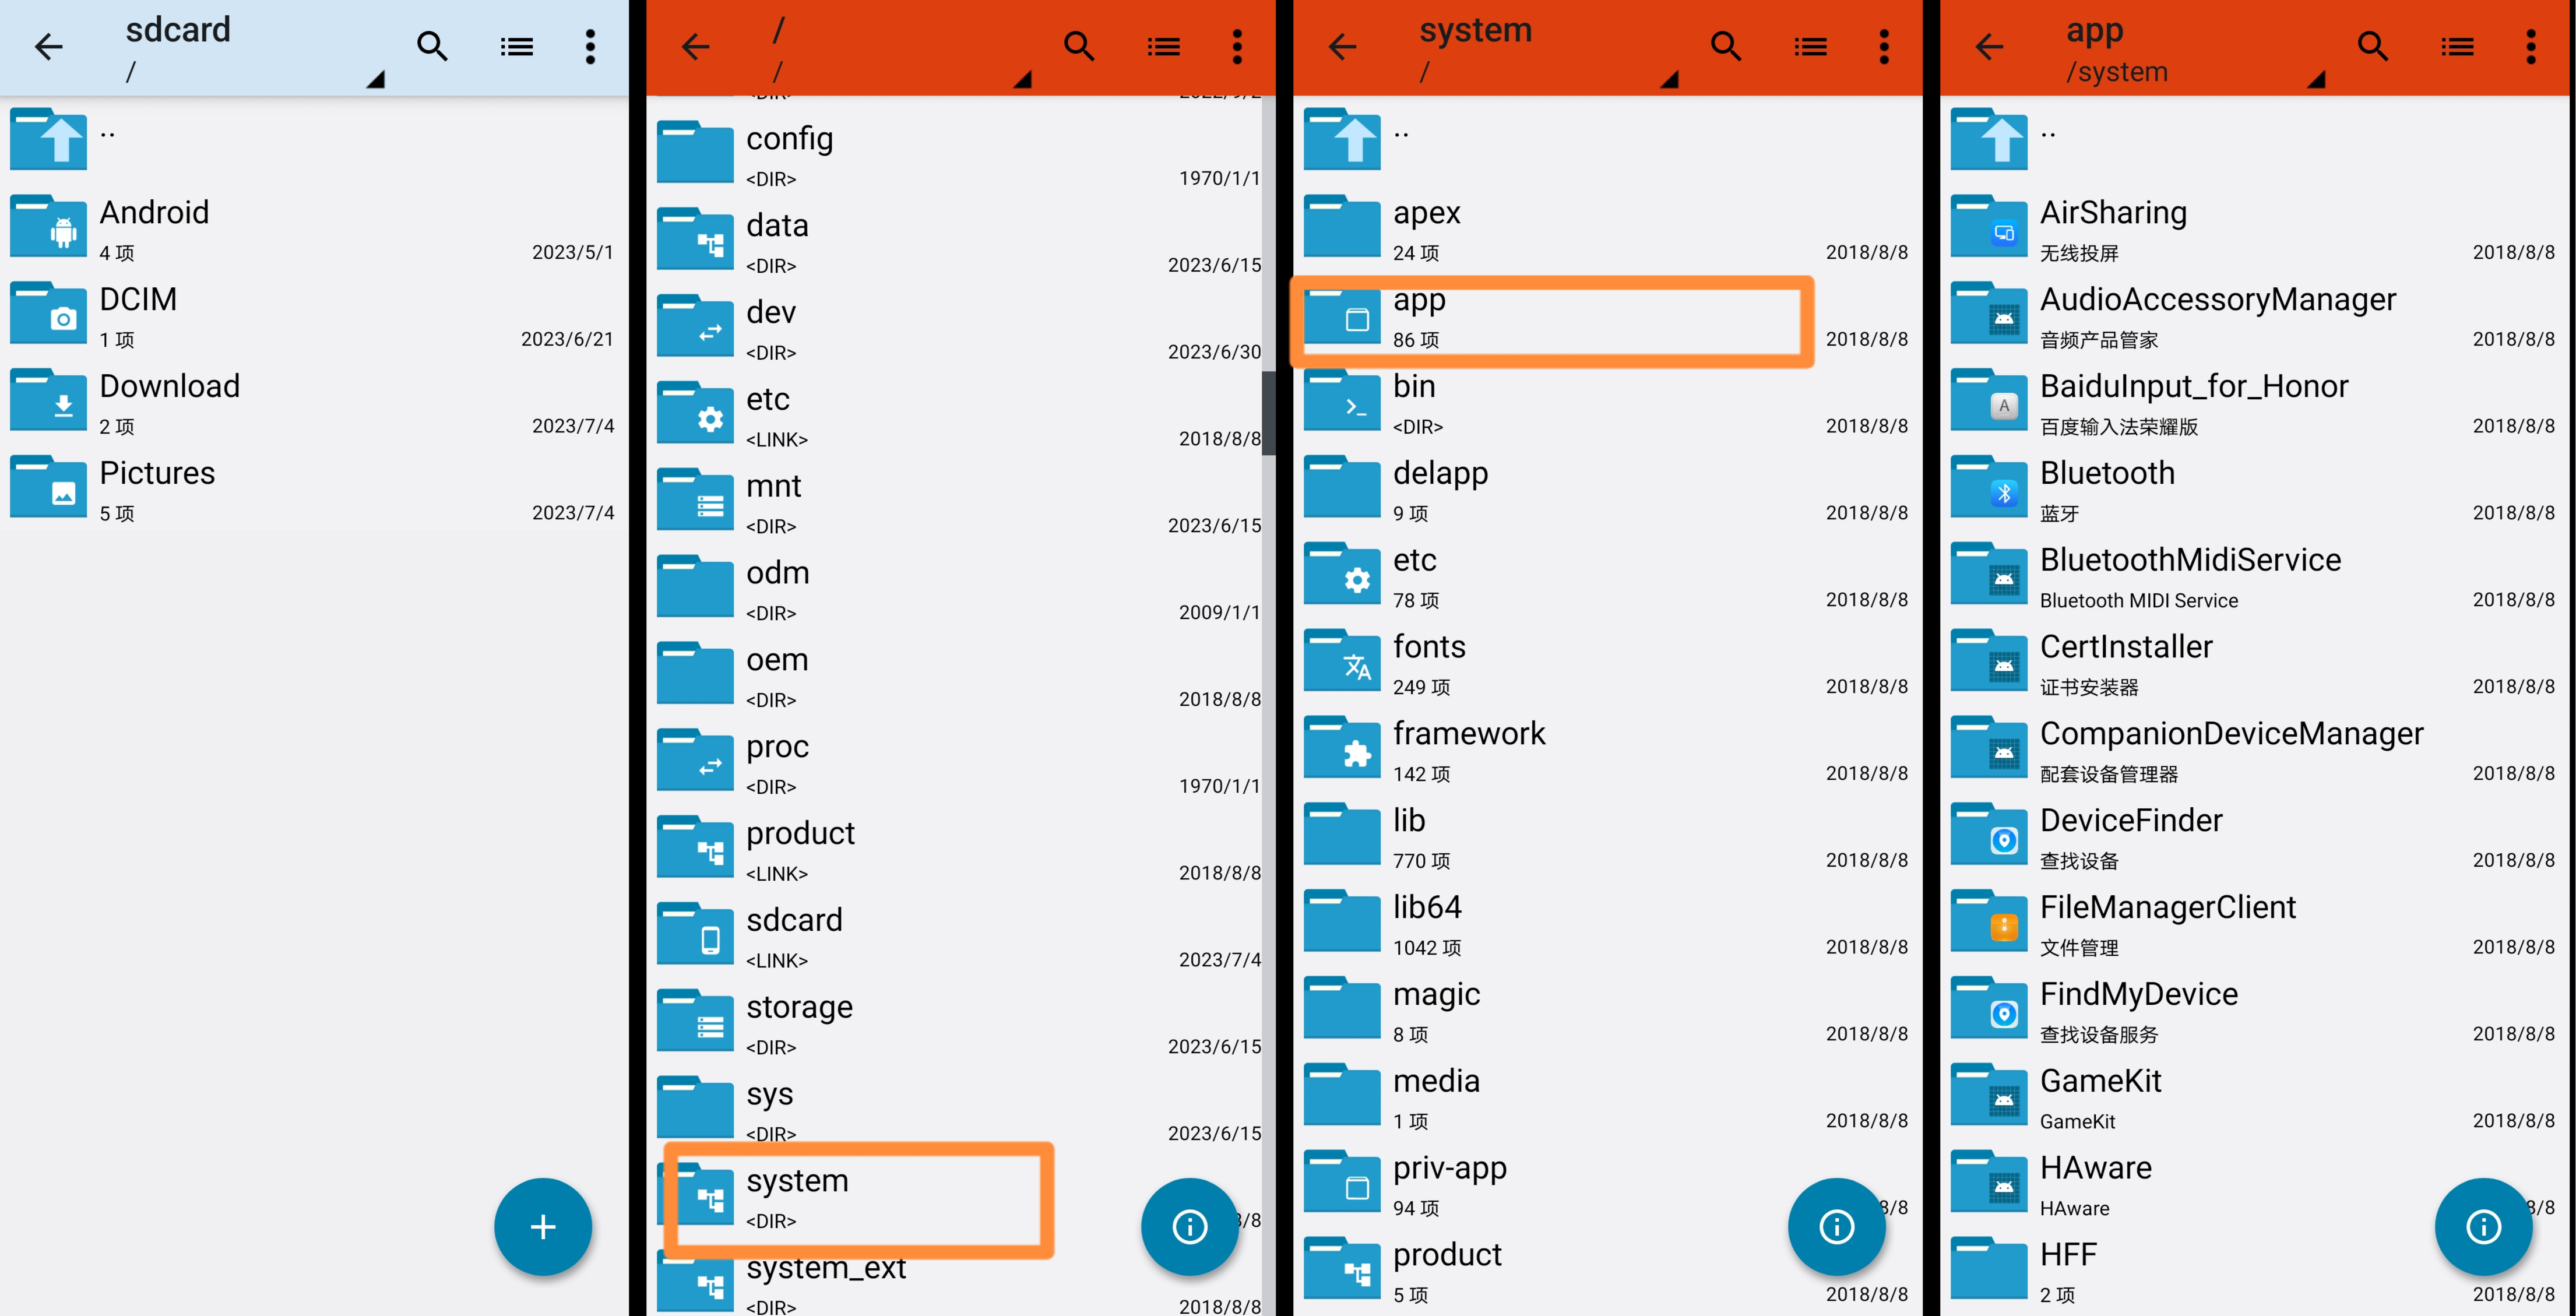 sdcard
/
..
Android
4 项
2023/5/1
DCIM
1 项
2023/6/21
Download
2 项
2023/7/4
Pictures
5 项
2023/7/4
/
/
config
<DIR>
1970/1/1
data
<DIR>
2023/6/15
dev
<DIR>
2023/6/30
etc
<LINK>
2018/8/8
mnt
<DIR>
2023/6/15
odm
<DIR>
2009/1/1
oem
<DIR>
2018/8/8
proc
<DIR>
1970/1/1
product
<LINK>
2018/8/8
sdcard
<LINK>
2023/7/4
storage
<DIR>
2023/6/15
sys
<DIR>
2023/6/15
system
<DIR>
system_ext
<DIR>
2018/8/8
system
/
..
apex
24 项
2018/8/8
app
86 项
2018/8/8
bin
<DIR>
2018/8/8
delapp
9 项
2018/8/8
etc
78 项
2018/8/8
fonts
249 项
2018/8/8
framework
142 项
2018/8/8
lib
770 项
2018/8/8
lib64
1042 项
2018/8/8
magic
8 项
2018/8/8
media
1 项
2018/8/8
priv-app
94 项
product
5 项
2018/8/8
app
/system
..
AirSharing
无线投屏
2018/8/8
AudioAccessoryManager
音频产品管家
2018/8/8
BaiduInput_for_Honor
百度输入法荣耀版
2018/8/8
Bluetooth
蓝牙
2018/8/8
BluetoothMidiService
Bluetooth MIDI Service
2018/8/8
CertInstaller
证书安装器
2018/8/8
CompanionDeviceManager
配套设备管理器
2018/8/8
DeviceFinder
查找设备
2018/8/8
FileManagerClient
文件管理
2018/8/8
FindMyDevice
查找设备服务
2018/8/8
GameKit
GameKit
2018/8/8
HAware
HAware
HFF
2 项
2018/8/8